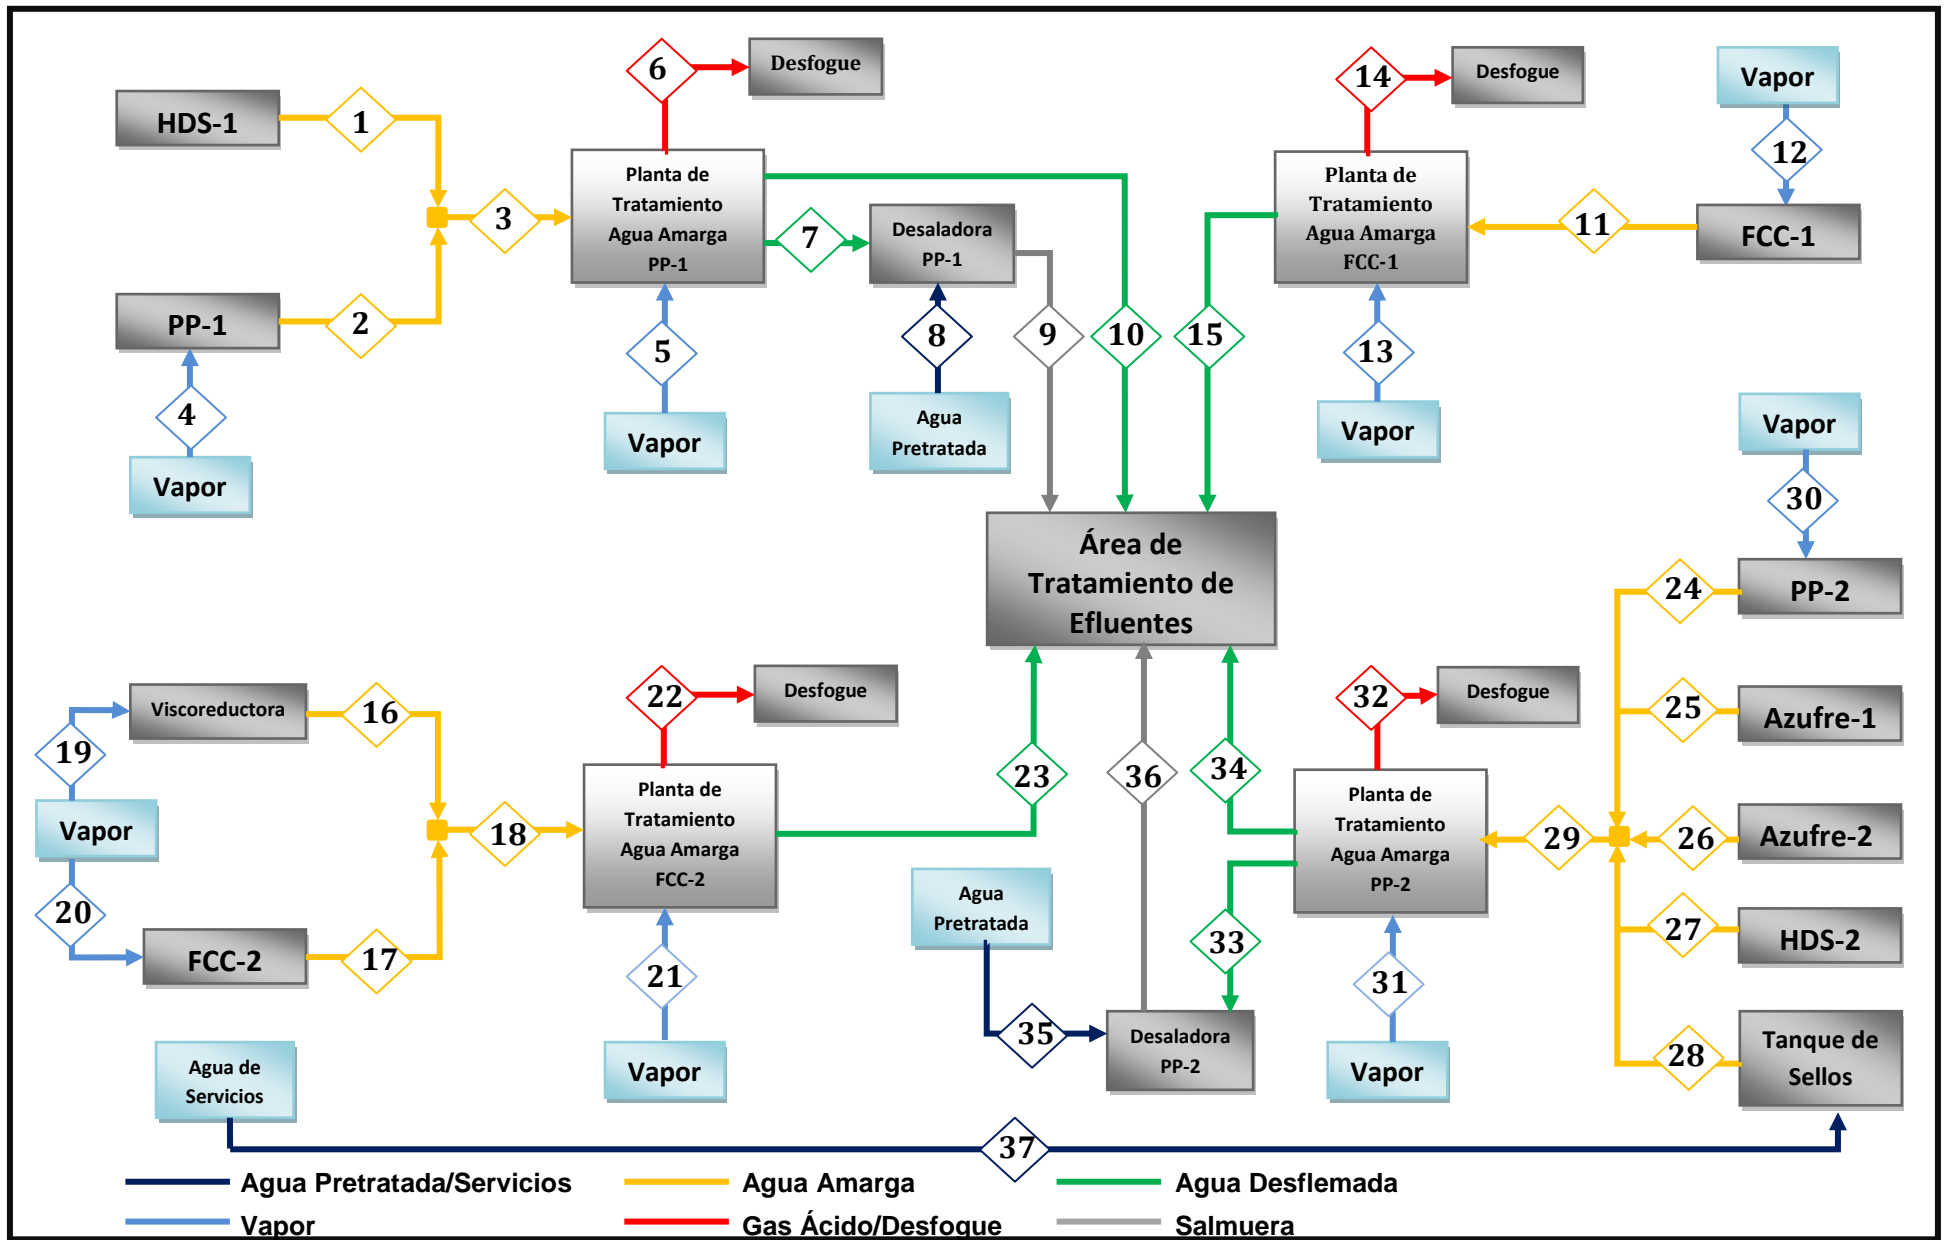 6
Desfogue
14
Desfogue
Vapor
HDS-1
1
12
Planta de
Tratamiento
Agua Amarga
PP-1
Planta de
Tratamiento
Agua Amarga
FCC-1
3
7
Desaladora
PP-1
11
FCC-1
PP-1
2
5
8
9
10
15
13
4
Vapor
Vapor
Agua
Pretratada
Vapor
Vapor
30
Área de
Tratamiento de
Efluentes
24
PP-2
Viscoreductora
16
22
Desfogue
32
Desfogue
25
Azufre-1
19
23
36
34
Vapor
18
Planta de
Tratamiento
Agua Amarga
FCC-2
Planta de
Tratamiento
Agua Amarga
PP-2
29
26
Azufre-2
20
Agua
Pretratada
33
27
HDS-2
FCC-2
17
21
31
35
Desaladora
PP-2
28
Tanque de
Sellos
Agua de
Servicios
Vapor
Vapor
37
Agua Pretratada/Servicios
Agua Amarga
Agua Desflemada
Vapor
Gas Ácido/Desfogue
Salmuera